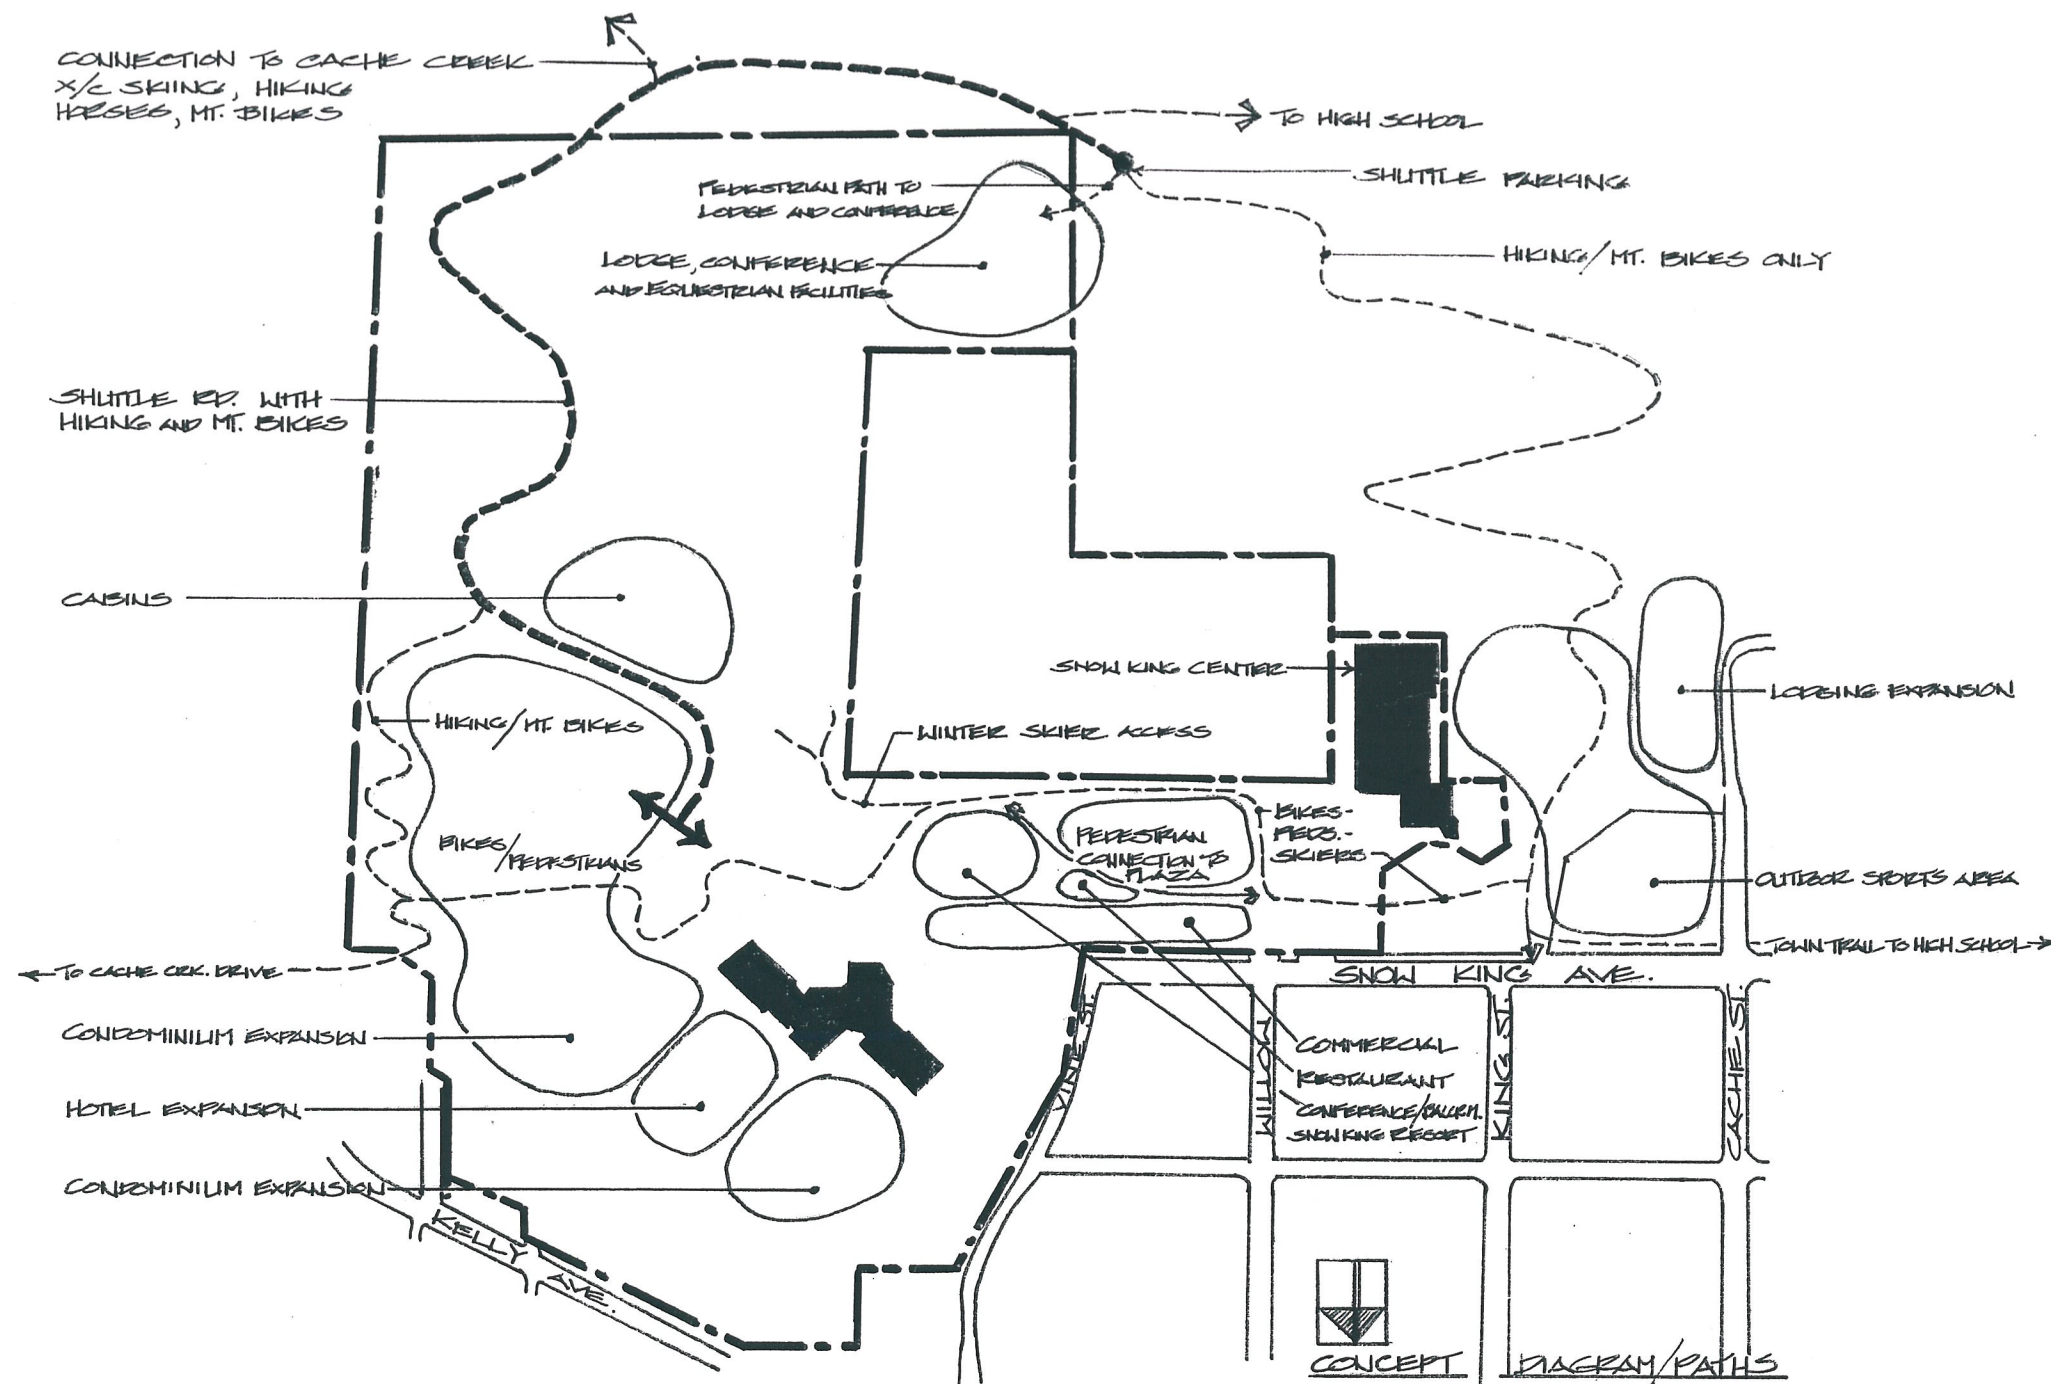 CONNECTION TO CACHE CREEK
X/C SKIING, HIKING
HORSES, MT. BIKES
TO HIGH SCHOOL
SHUTTLE PARKING
PEDESTRIAN PATH TO
LODGE AND CONFERENCE
HIKING/MT. BIKES ONLY
LODGE, CONFERENCE
AND EQUESTRIAN FACILITIES
SHUTTLE RD. WITH
HIKING AND MT. BIKES
CABINS
SNOW KING CENTER
LODGING EXPANSION
HIKING/MT. BIKES
WINTER SKIER ACCESS
BIKES/PEDESTRIANS
PEDESTRIAN
CONNECTION TO
PLAZA
BIKES-
PEDS.-
SKIERS
OUTDOOR SPORTS AREA
TOWN TRAIL TO HIGH SCHOOL
TO CACHE CRK. DRIVE
SNOW KING AVE.
CONDOMINIUM EXPANSION
VINE ST.
WILLOW
KING ST.
CACHE ST.
COMMERCIAL
RESTAURANT
CONFERENCE/BALLRM.
SNOW KING RESORT
HOTEL EXPANSION
CONDOMINIUM EXPANSION
KELLY AVE.
CONCEPT DIAGRAM/PATHS